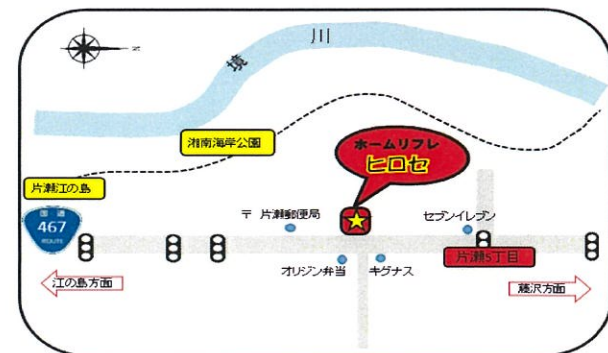 境川
N
湘南海岸公園
ホームリフレ
ヒロセ
片瀬江の島
国道
467
ROUTE
〒 片瀬郵便局
セブンイレブン
片瀬5丁目
オリジン弁当
キグナス
江の島方面
藤沢方面